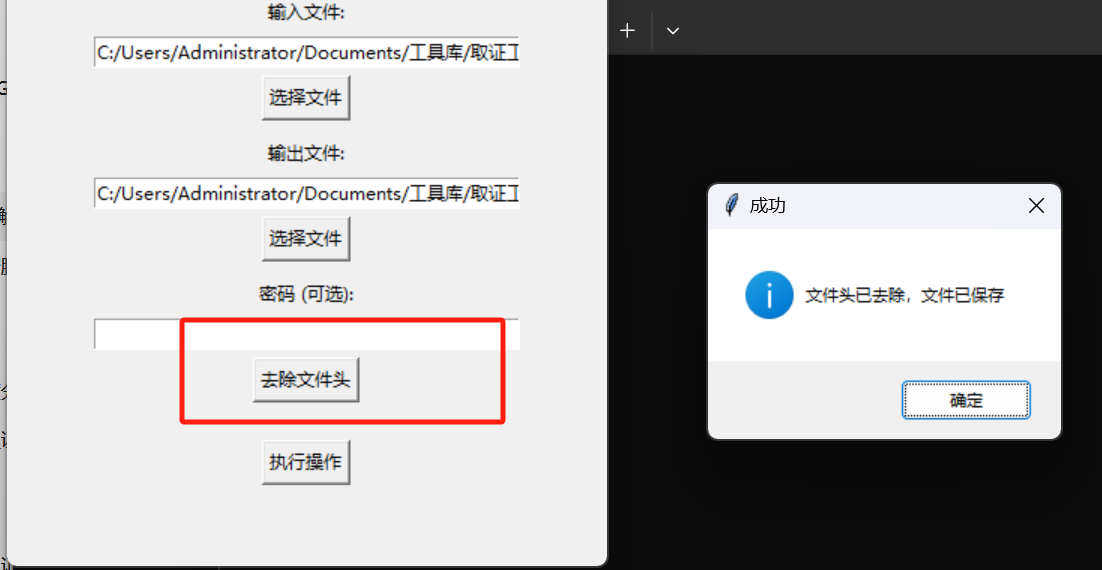 输入文件:
C:/Users/Administrator/Documents/工具库/取证工
选择文件
输出文件:
C:/Users/Administrator/Documents/工具库/取证工
选择文件
密码 (可选):
去除文件头
执行操作
成功
文件头已去除，文件已保存
确定